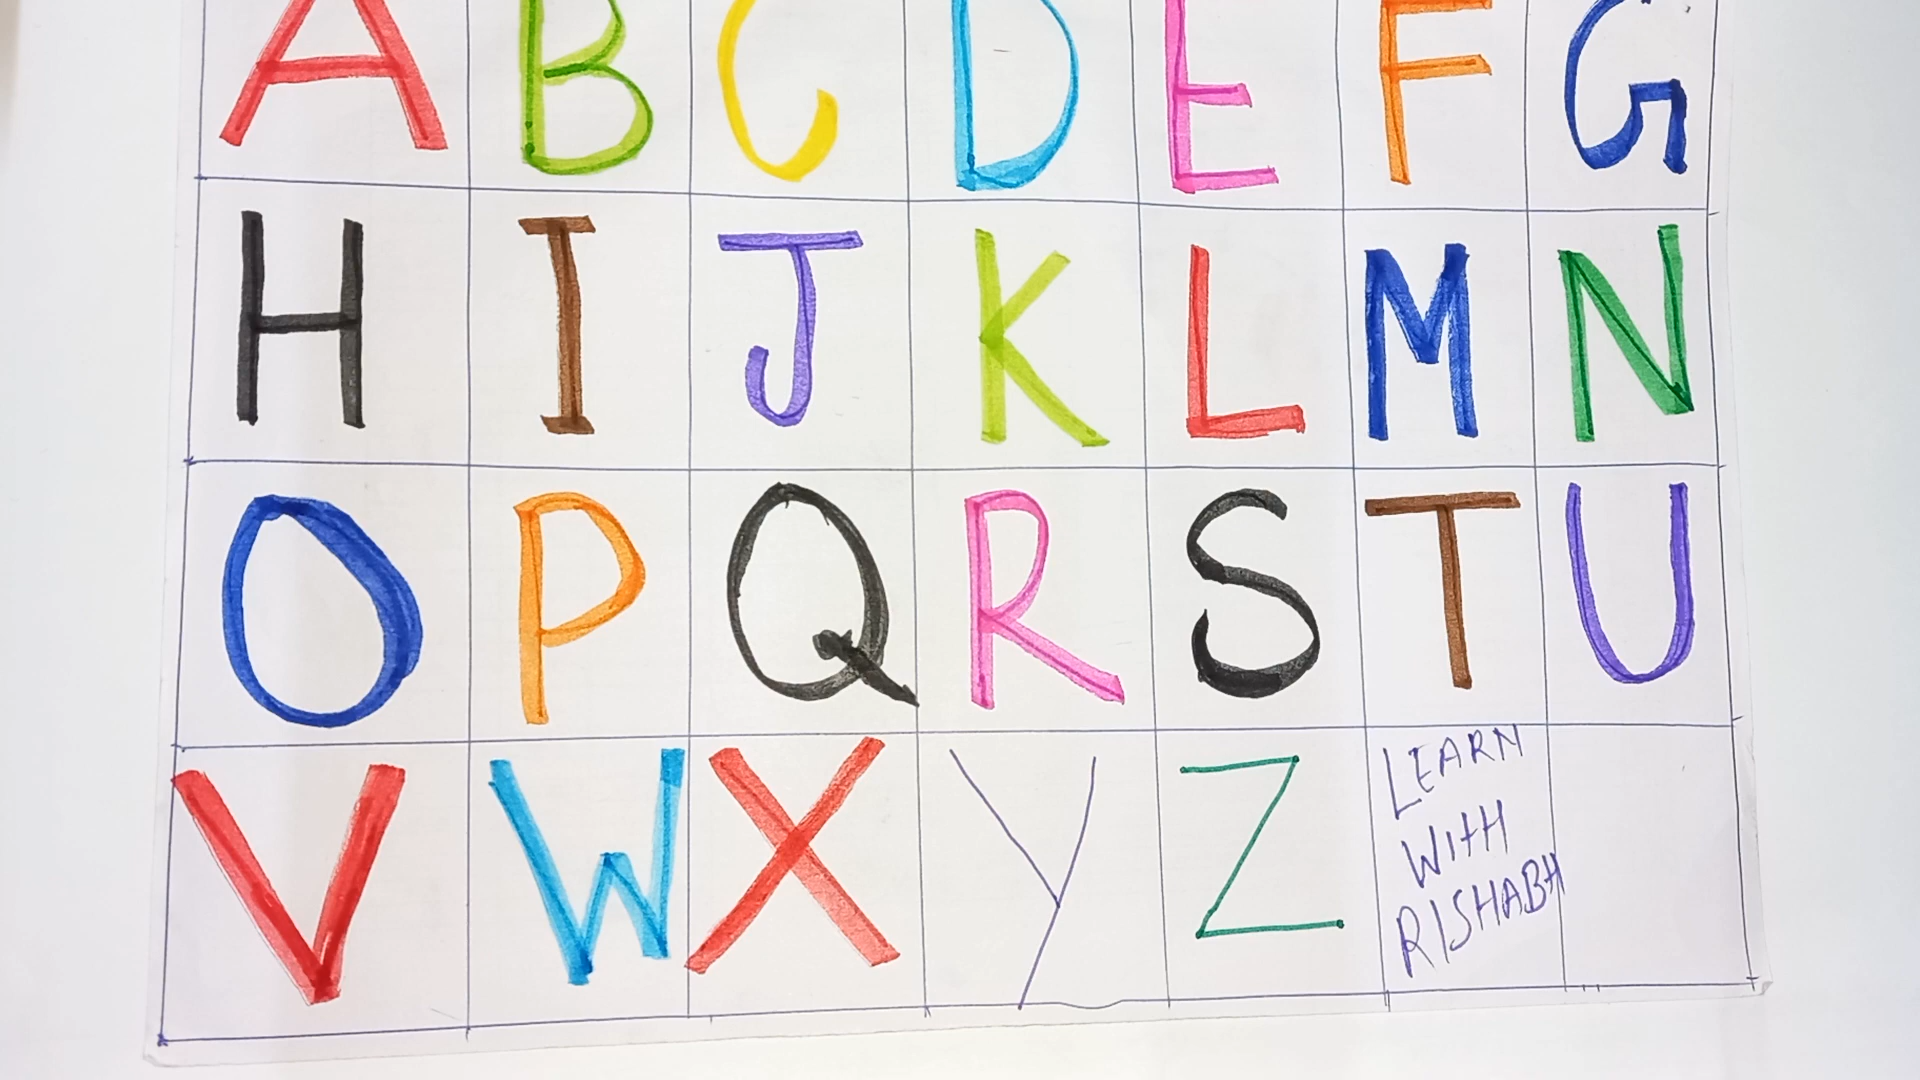 A B C D E F G
H I J K L M N
O P Q R S T U
V W X Y Z
LEARN
WITH
RISHABH